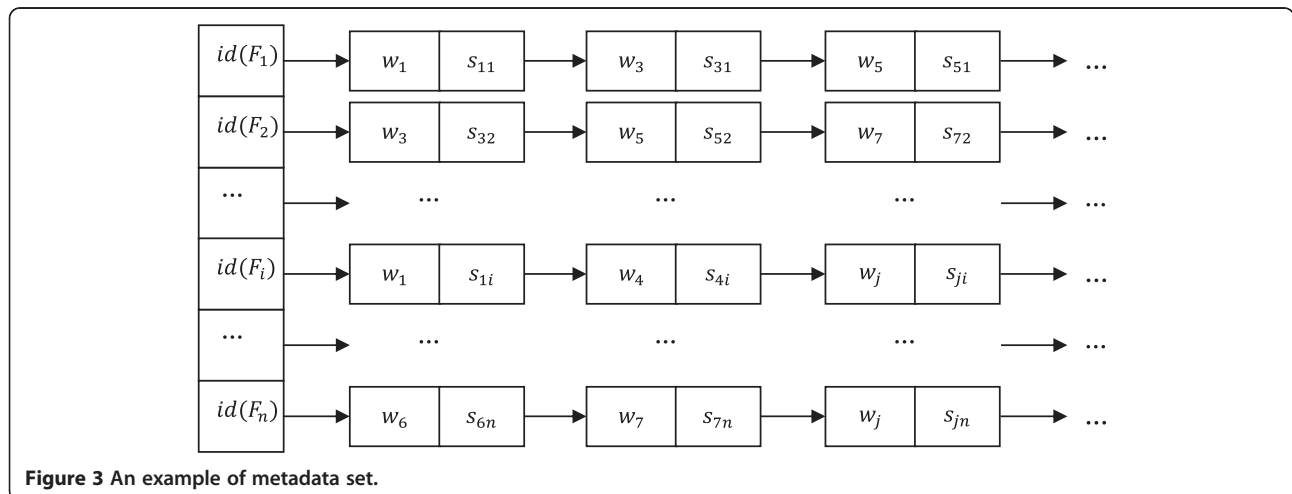 id(F₁) w₁ s₁₁ w₃ s₃₁ w₅ s₅₁ ...
id(F₂) w₃ s₃₂ w₅ s₅₂ w₇ s₇₂ ...
... ... ... ... ...
id(Fᵢ) w₁ s₁ᵢ w₄ s₄ᵢ wⱼ sⱼᵢ ...
... ... ... ... ...
id(Fₙ) w₆ s₆ₙ w₇ s₇ₙ wⱼ sⱼₙ ...
Figure 3 An example of metadata set.